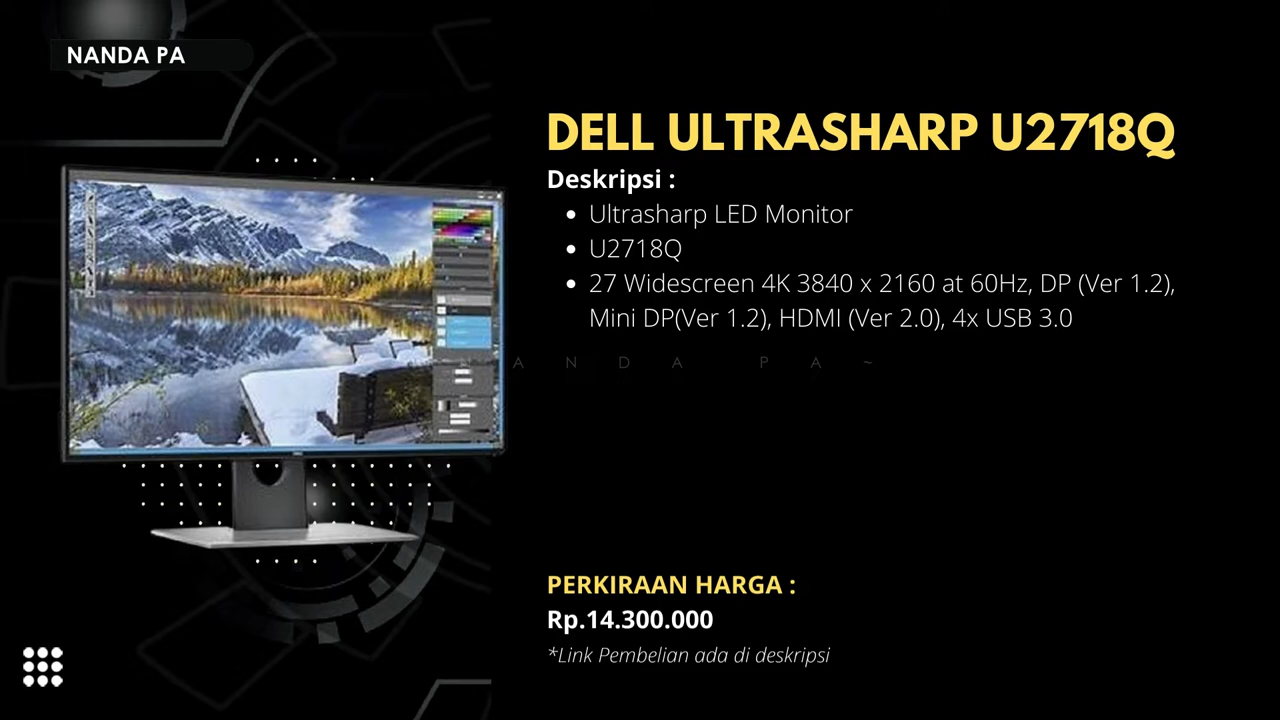 NANDA PA
DELL ULTRASHARP U2718Q
Deskripsi :
• Ultrasharp LED Monitor
• U2718Q
• 27 Widescreen 4K 3840 x 2160 at 60Hz, DP (Ver 1.2),
Mini DP(Ver 1.2), HDMI (Ver 2.0), 4x USB 3.0
N A N D A P A ~
PERKIRAAN HARGA :
Rp.14.300.000
*Link Pembelian ada di deskripsi